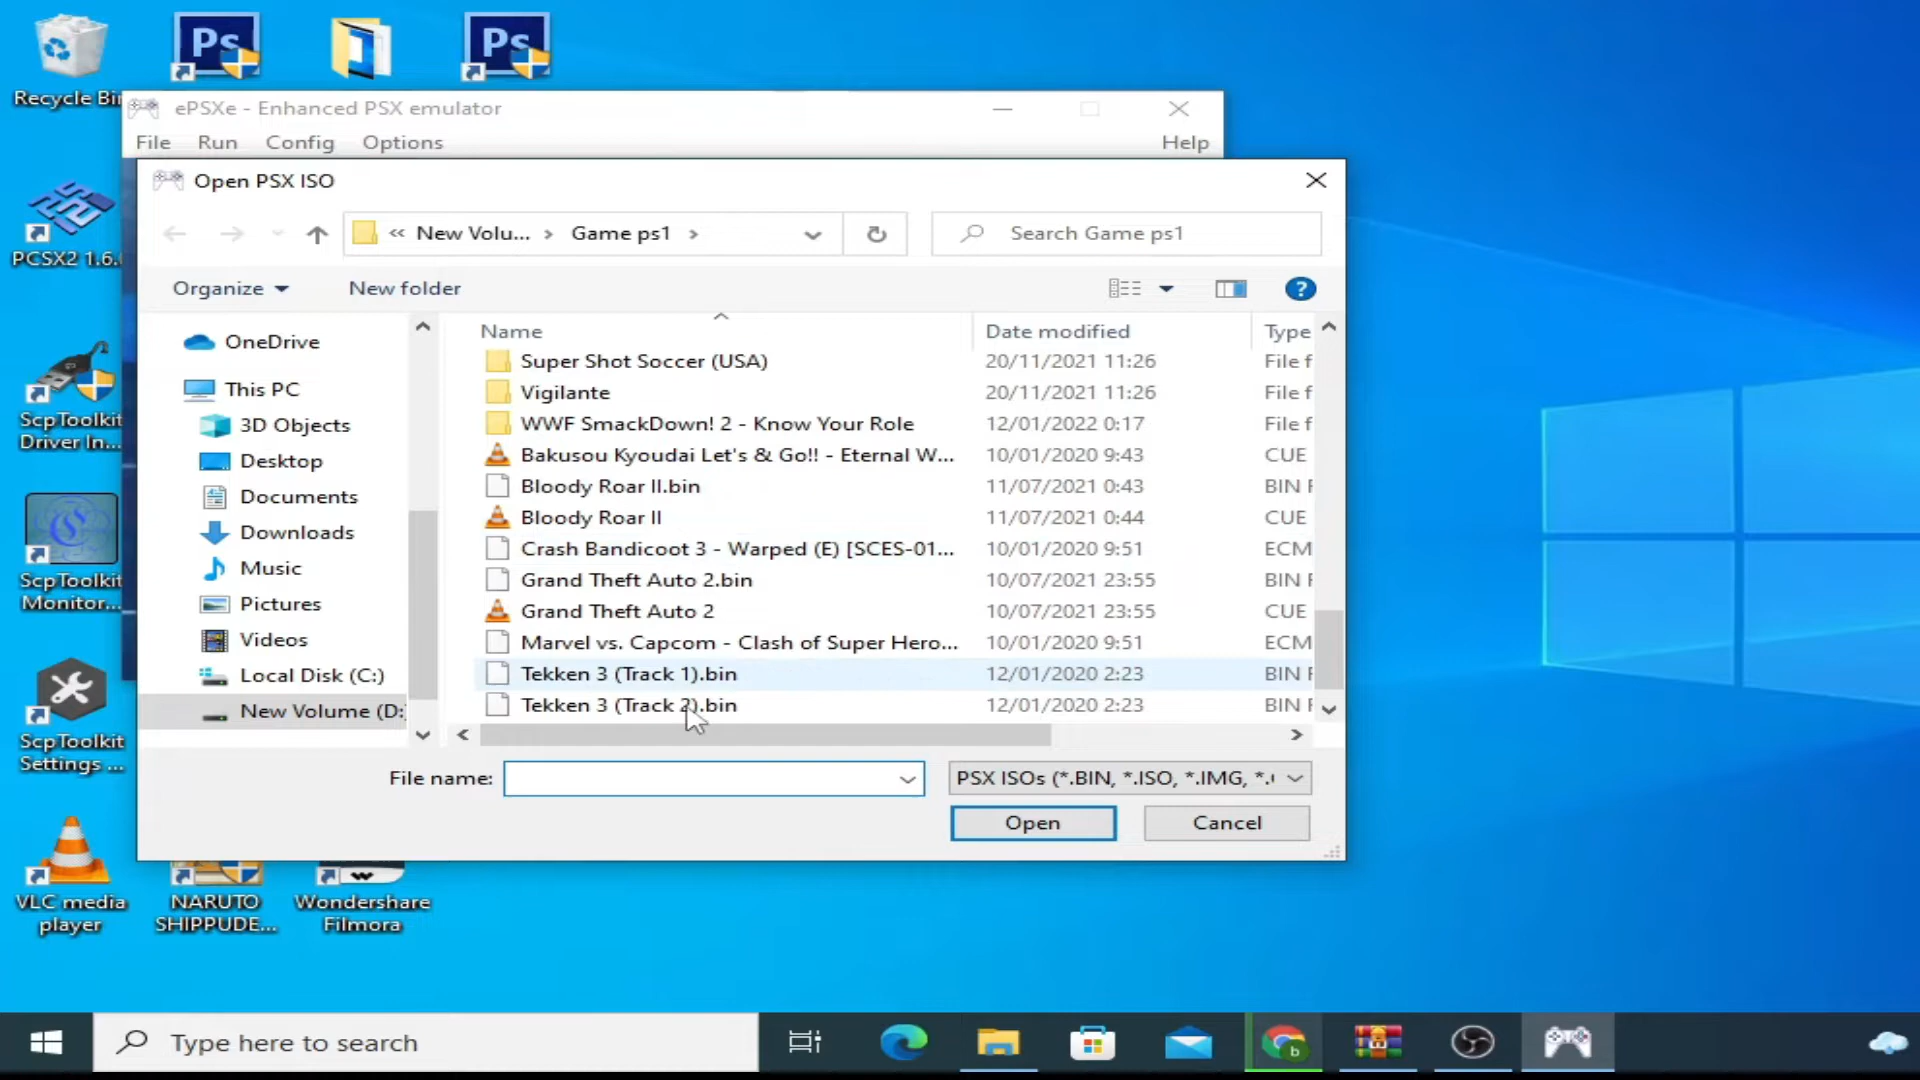 Ps
Ps
Recycle Bin
ePSXe - Enhanced PSX emulator
File Run Config Options Help
Open PSX ISO
« New Volu... › Game ps1 ›
Search Game ps1
Organize
New folder
?
PCSX2 1.6.
OneDrive
This PC
3D Objects
Desktop
Documents
Downloads
Music
Pictures
Videos
Local Disk (C:)
New Volume (D:
Name Date modified Type
Super Shot Soccer (USA) 20/11/2021 11:26 File f
Vigilante 20/11/2021 11:26 File f
WWF SmackDown! 2 - Know Your Role 12/01/2022 0:17 File f
Bakusou Kyoudai Let's & Go!! - Eternal W... 10/01/2020 9:43 CUE
Bloody Roar II.bin 11/07/2021 0:43 BIN F
Bloody Roar II 11/07/2021 0:44 CUE
Crash Bandicoot 3 - Warped (E) [SCES-01... 10/01/2020 9:51 ECM
Grand Theft Auto 2.bin 10/07/2021 23:55 BIN F
Grand Theft Auto 2 10/07/2021 23:55 CUE
Marvel vs. Capcom - Clash of Super Hero... 10/01/2020 9:51 ECM
Tekken 3 (Track 1).bin 12/01/2020 2:23 BIN F
Tekken 3 (Track 2).bin 12/01/2020 2:23 BIN F
File name:
PSX ISOs (*.BIN, *.ISO, *.IMG, *.
Open
Cancel
ScpToolkit
Driver In...
ScpToolkit
Monitor...
ScpToolkit
Settings ...
VLC media
player
NARUTO
SHIPPUDE...
Wondershare
Filmora
Type here to search
b